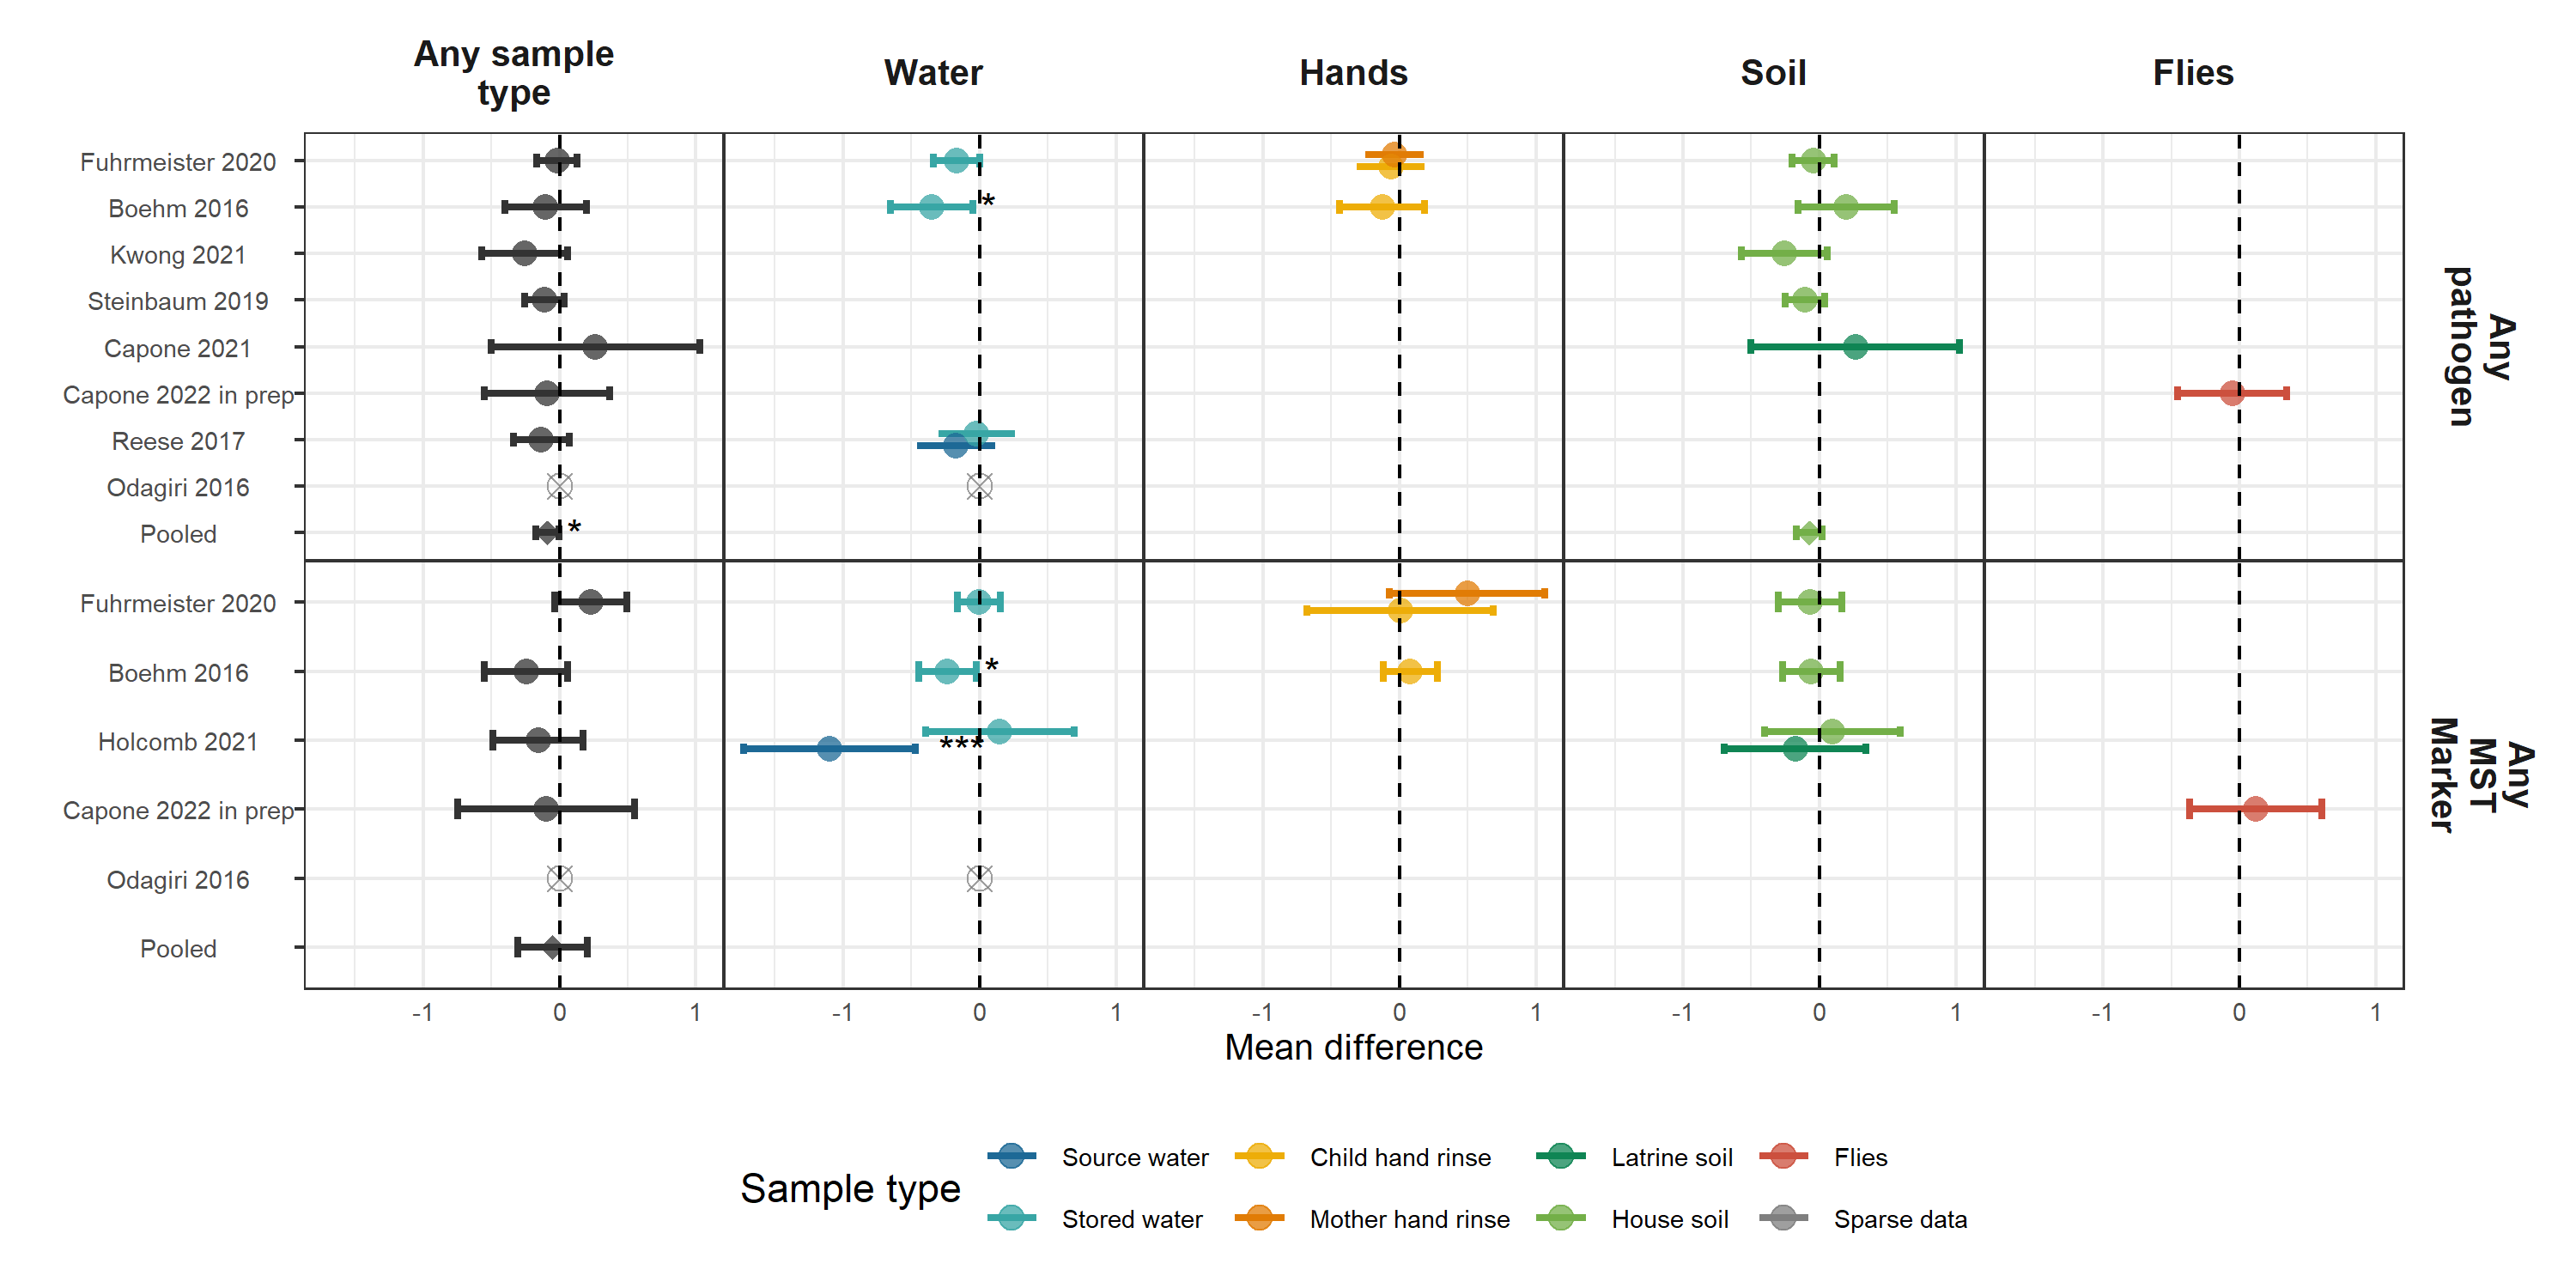 Any sample
type
Water
Hands
Soil
Flies
Fuhrmeister 2020
Boehm 2016
*
Kwong 2021
Steinbaum 2019
Capone 2021
Capone 2022 in prep
Reese 2017
Odagiri 2016
Pooled
*
Any
pathogen
Fuhrmeister 2020
Boehm 2016
*
Holcomb 2021
***
Capone 2022 in prep
Odagiri 2016
Pooled
Any
MST
Marker
-1 0 1 -1 0 1 -1 0 1 -1 0 1 -1 0 1
Mean difference
Sample type
Source water Child hand rinse Latrine soil Flies
Stored water Mother hand rinse House soil Sparse data